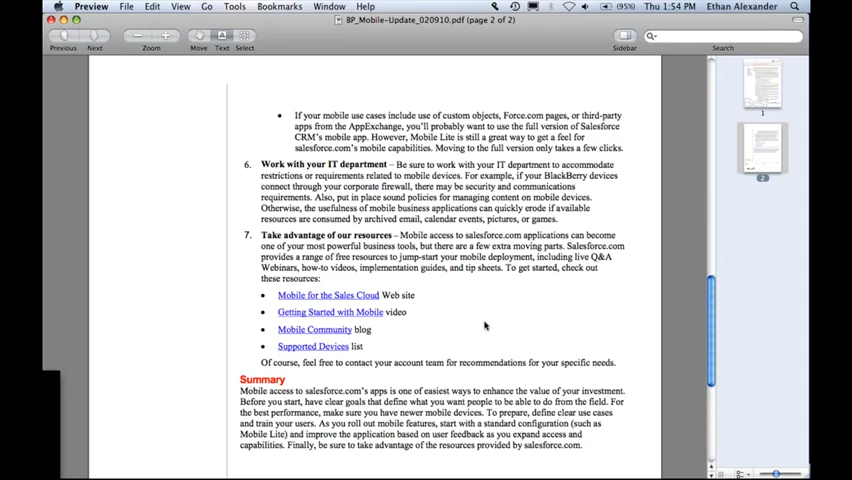 Preview File Edit View Go Tools Bookmarks Window Help (95%) Thu 1:54 PM Ethan Alexander
BP_Mobile-Update_020910.pdf (page 2 of 2)
Previous Next Zoom Move Text Select Sidebar Search
• If your mobile use cases include use of custom objects, Force.com pages, or third-party
apps from the AppExchange, you'll probably want to use the full version of Salesforce
CRM's mobile app. However, Mobile Lite is still a great way to get a feel for
salesforce.com's mobile capabilities. Moving to the full version only takes a few clicks.
6. Work with your IT department – Be sure to work with your IT department to accommodate
restrictions or requirements related to mobile devices. For example, if your BlackBerry devices
connect through your corporate firewall, there may be security and communications
requirements. Also, put in place sound policies for managing content on mobile devices.
Otherwise, the usefulness of mobile business applications can quickly erode if available
resources are consumed by archived email, calendar events, pictures, or games.
7. Take advantage of our resources – Mobile access to salesforce.com applications can become
one of your most powerful business tools, but there are a few extra moving parts. Salesforce.com
provides a range of free resources to jump-start your mobile deployment, including live Q&A
Webinars, how-to videos, implementation guides, and tip sheets. To get started, check out
these resources:
• Mobile for the Sales Cloud Web site
• Getting Started with Mobile video
• Mobile Community blog
• Supported Devices list
Of course, feel free to contact your account team for recommendations for your specific needs.
Summary
Mobile access to salesforce.com's apps is one of easiest ways to enhance the value of your investment.
Before you start, have clear goals that define what you want people to be able to do from the field. For
the best performance, make sure you have newer mobile devices. To prepare, define clear use cases
and train your users. As you roll out mobile features, start with a standard configuration (such as
Mobile Lite) and improve the application based on user feedback as you expand access and
capabilities. Finally, be sure to take advantage of the resources provided by salesforce.com.
1
2